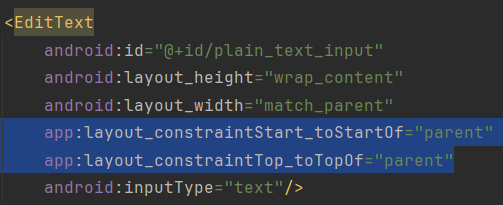 <EditText
android:id="@+id/plain_text_input"
android:layout_height="wrap_content"
android:layout_width="match_parent"
app:layout_constraintStart_toStartOf="parent"
app:layout_constraintTop_toTopOf="parent"
android:inputType="text"/>